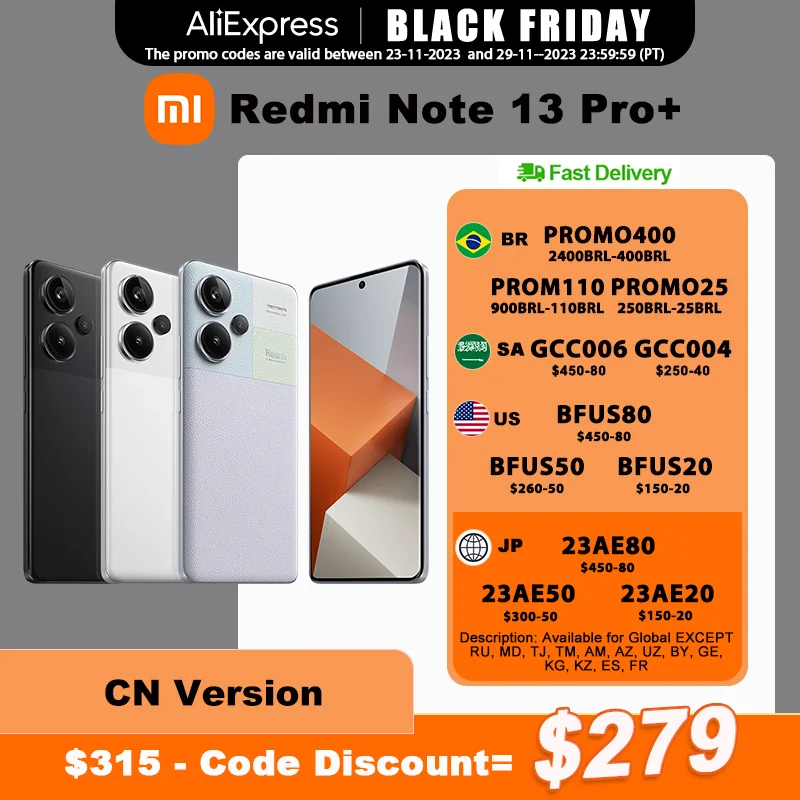 AliExpress | BLACK FRIDAY
The promo codes are valid between 23-11-2023 and 29-11--2023 23:59:59 (PT)
mi Redmi Note 13 Pro+
Fast Delivery
BR PROMO400
2400BRL-400BRL
PROM110 PROMO25
900BRL-110BRL 250BRL-25BRL
SA GCC006 GCC004
$450-80 $250-40
US BFUS80
$450-80
BFUS50 BFUS20
$260-50 $150-20
JP 23AE80
$450-80
23AE50 23AE20
$300-50 $150-20
Description: Available for Global EXCEPT
RU, MD, TJ, TM, AM, AZ, UZ, BY, GE,
KG, KZ, ES, FR
Redmi
CN Version
$315 - Code Discount= $279